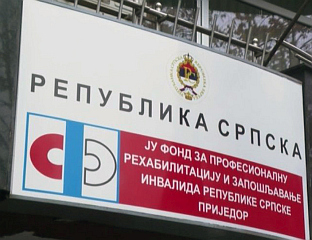 РЕПУБЛИКА СРПСКА
ЈУ ФОНД ЗА ПРОФЕСИОНАЛНУ
РЕХАБИЛИТАЦИЈУ И ЗАПОШЉАВАЊЕ
ИНВАЛИДА РЕПУБЛИКЕ СРПСКЕ
ПРИЈЕДОР